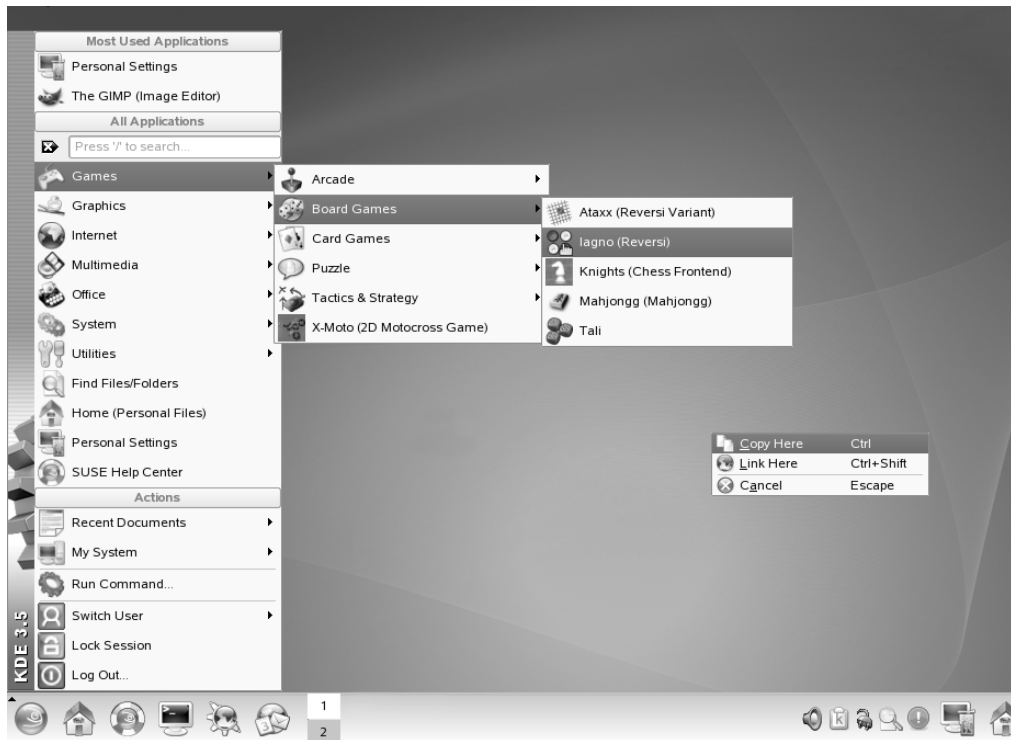 Most Used Applications
Personal Settings
The GIMP (Image Editor)
All Applications
Press '/' to search...
Games
Graphics
Internet
Multimedia
Office
System
Utilities
Find Files/Folders
Home (Personal Files)
Personal Settings
SUSE Help Center
Actions
Recent Documents
My System
Run Command...
Switch User
Lock Session
Log Out...
KDE 3.5
Arcade
Board Games
Card Games
Puzzle
Tactics & Strategy
X-Moto (2D Motocross Game)
Ataxx (Reversi Variant)
Iagno (Reversi)
Knights (Chess Frontend)
Mahjongg (Mahjongg)
Tali
Copy Here Ctrl
Link Here Ctrl+Shift
Cancel Escape
1
2